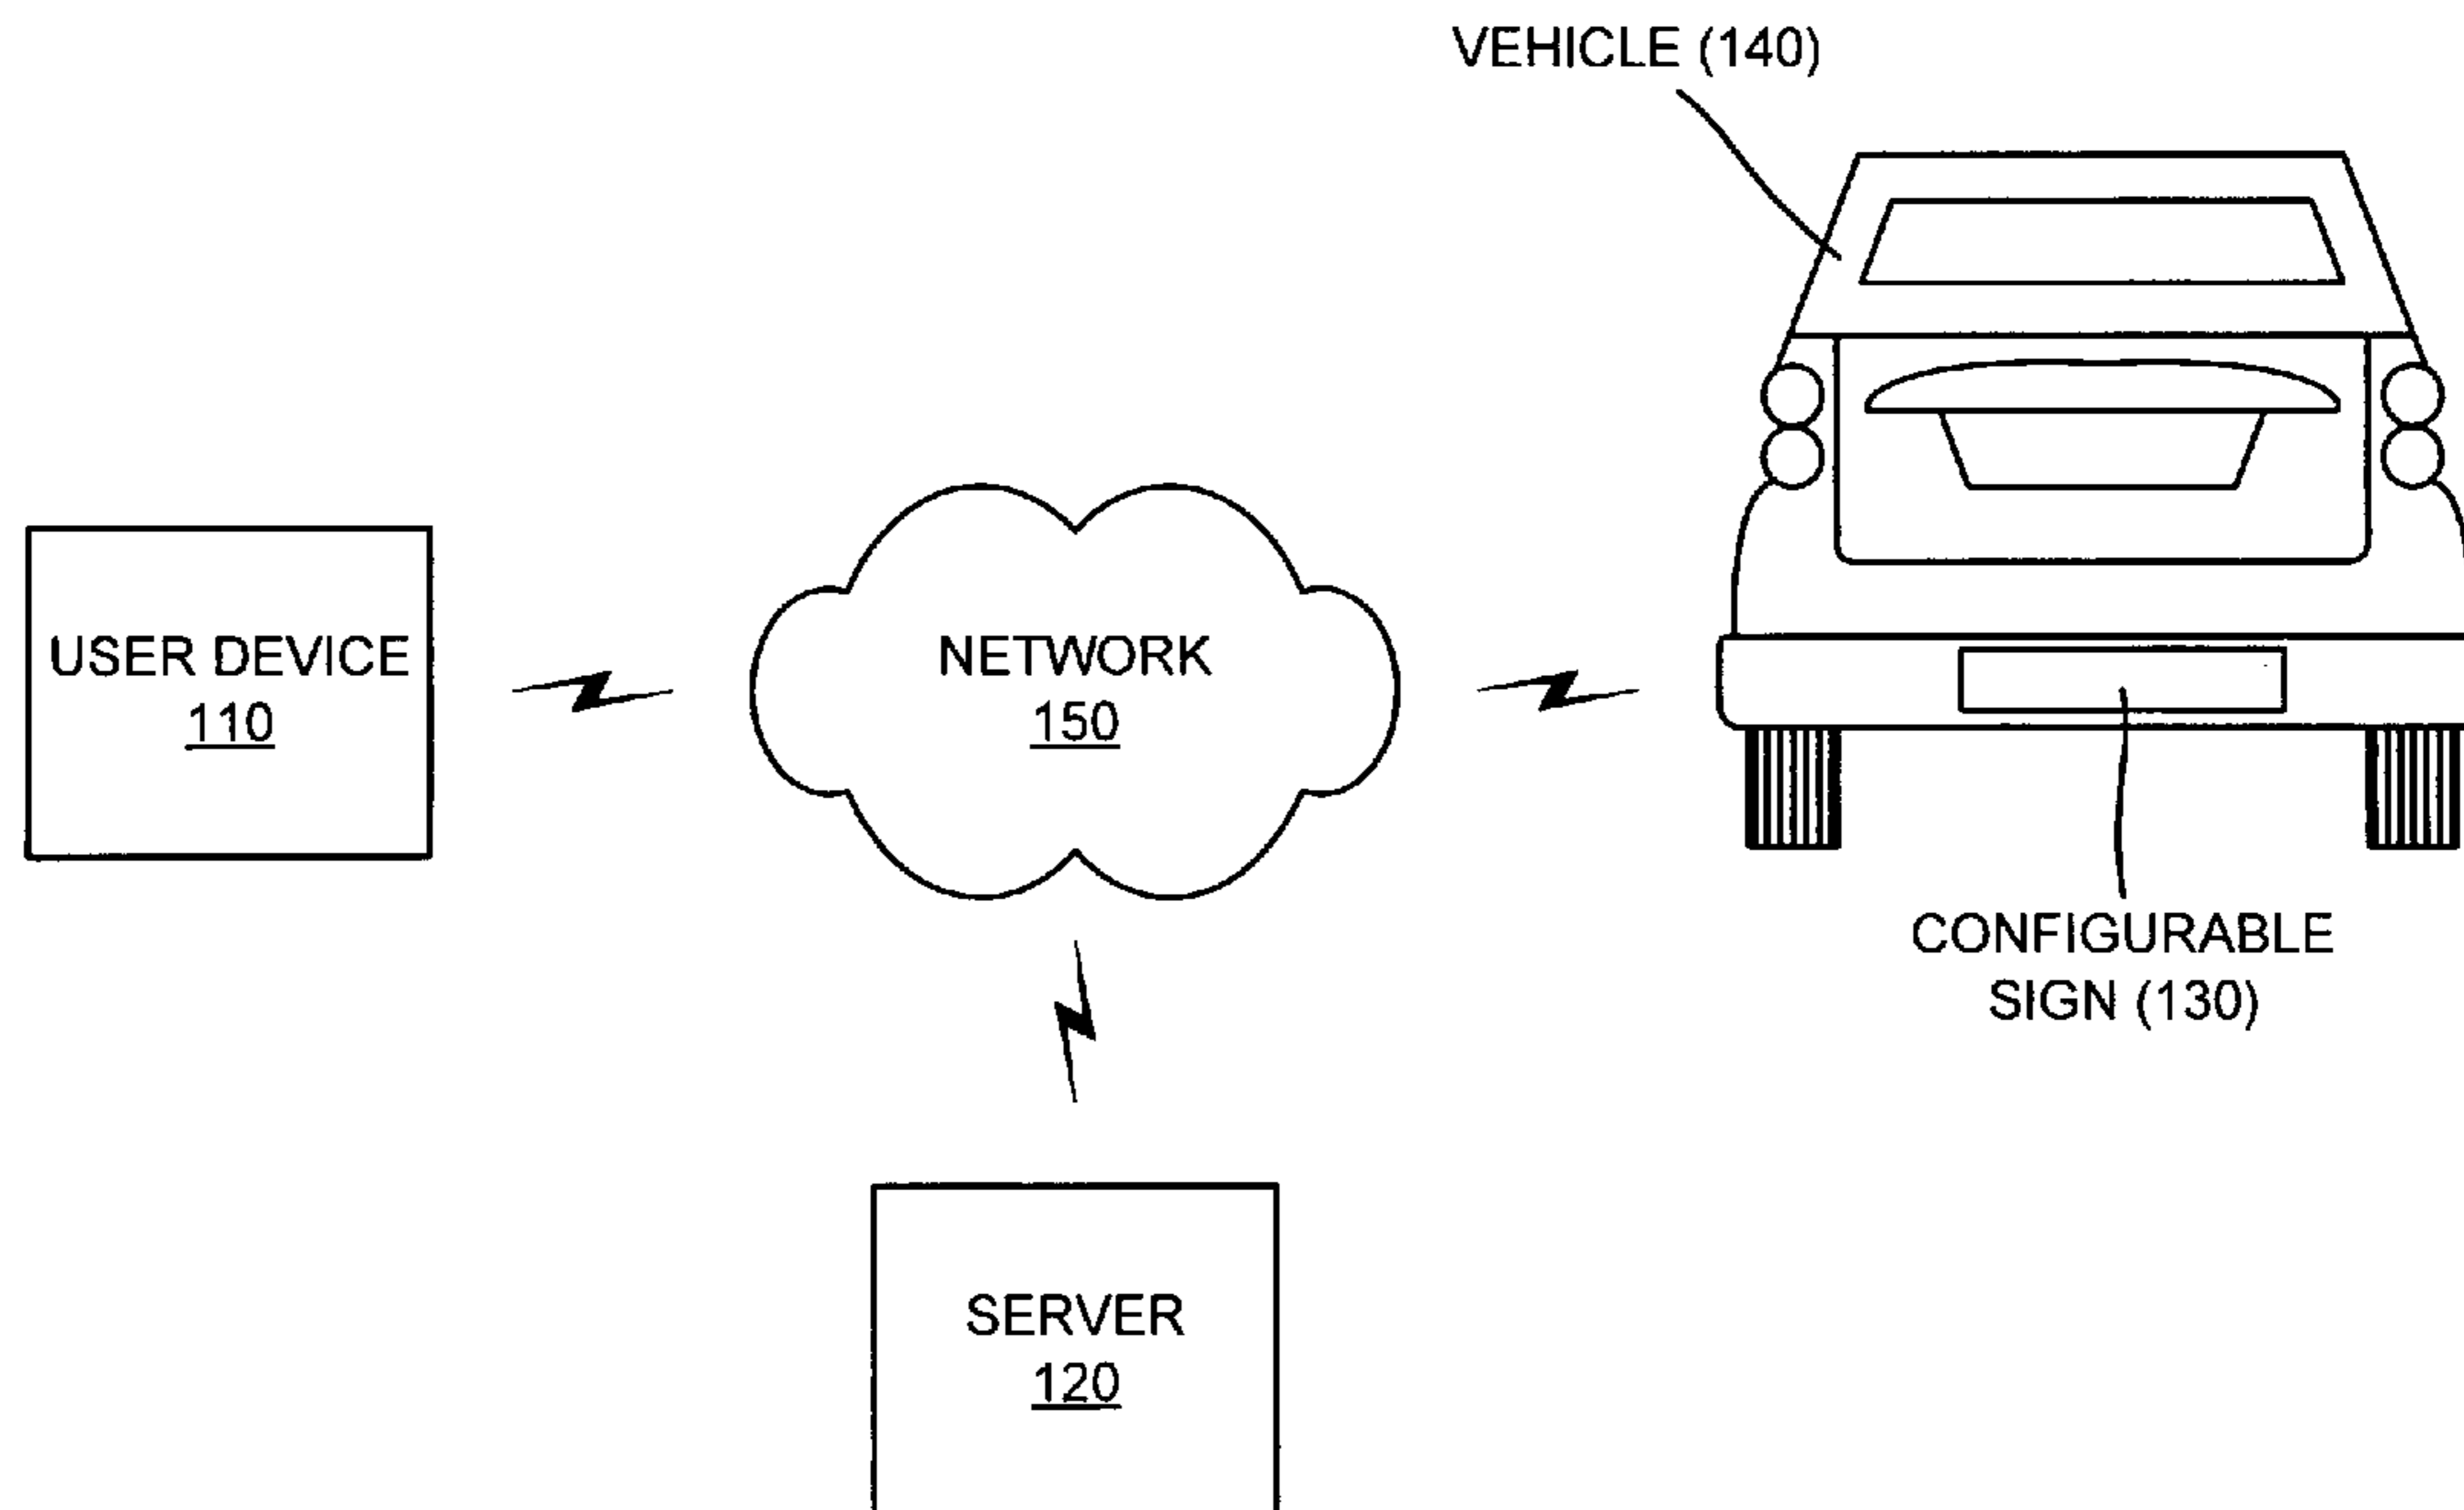 VEHICLE (140)
USER DEVICE
110
NETWORK
150
CONFIGURABLE
SIGN (130)
SERVER
120